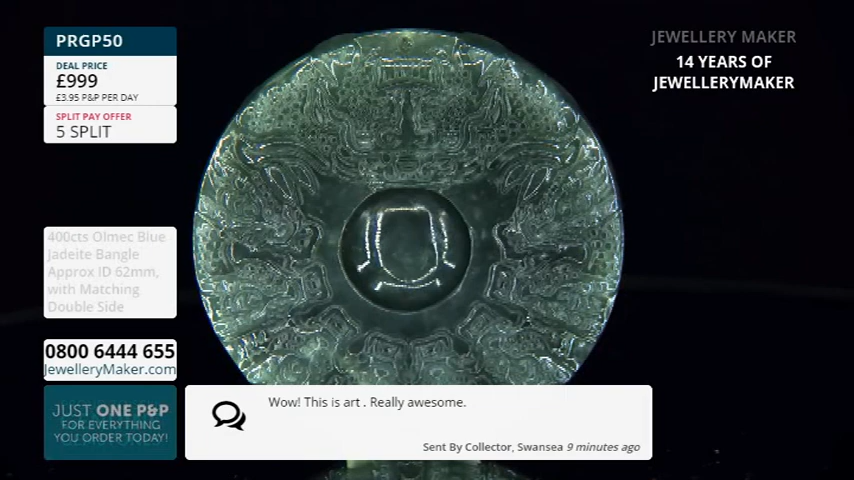 PRGP50
DEAL PRICE
£999
£3.95 P&P PER DAY
SPLIT PAY OFFER
5 SPLIT
400cts Olmec Blue
Jadeite Bangle
Approx ID 62mm,
with Matching
Double Side
0800 6444 655
JewelleryMaker.com
JUST ONE P&P
FOR EVERYTHING
YOU ORDER TODAY!
Wow! This is art . Really awesome.
Sent By Collector, Swansea 9 minutes ago
JEWELLERY MAKER
14 YEARS OF
JEWELLERYMAKER